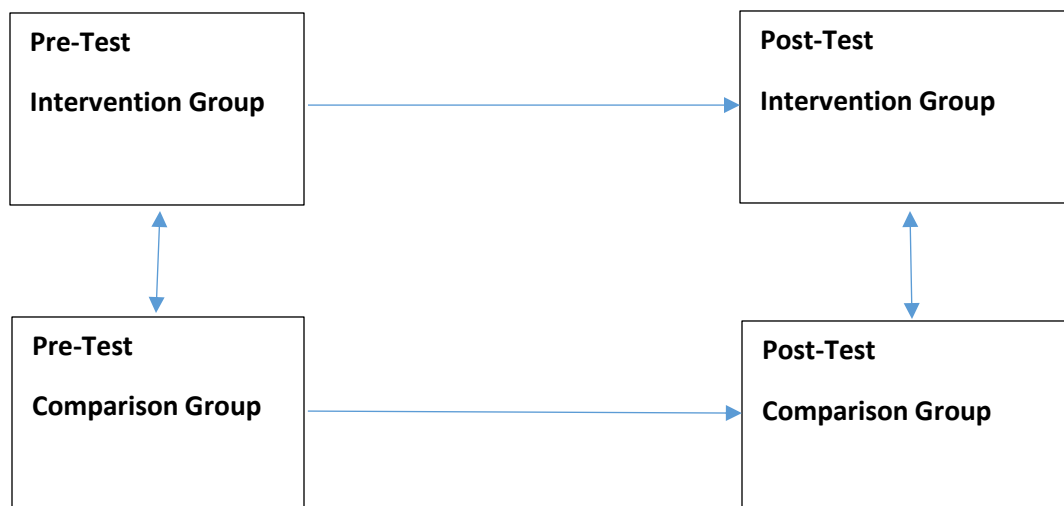 Pre-Test
Intervention Group
Post-Test
Intervention Group
Pre-Test
Comparison Group
Post-Test
Comparison Group